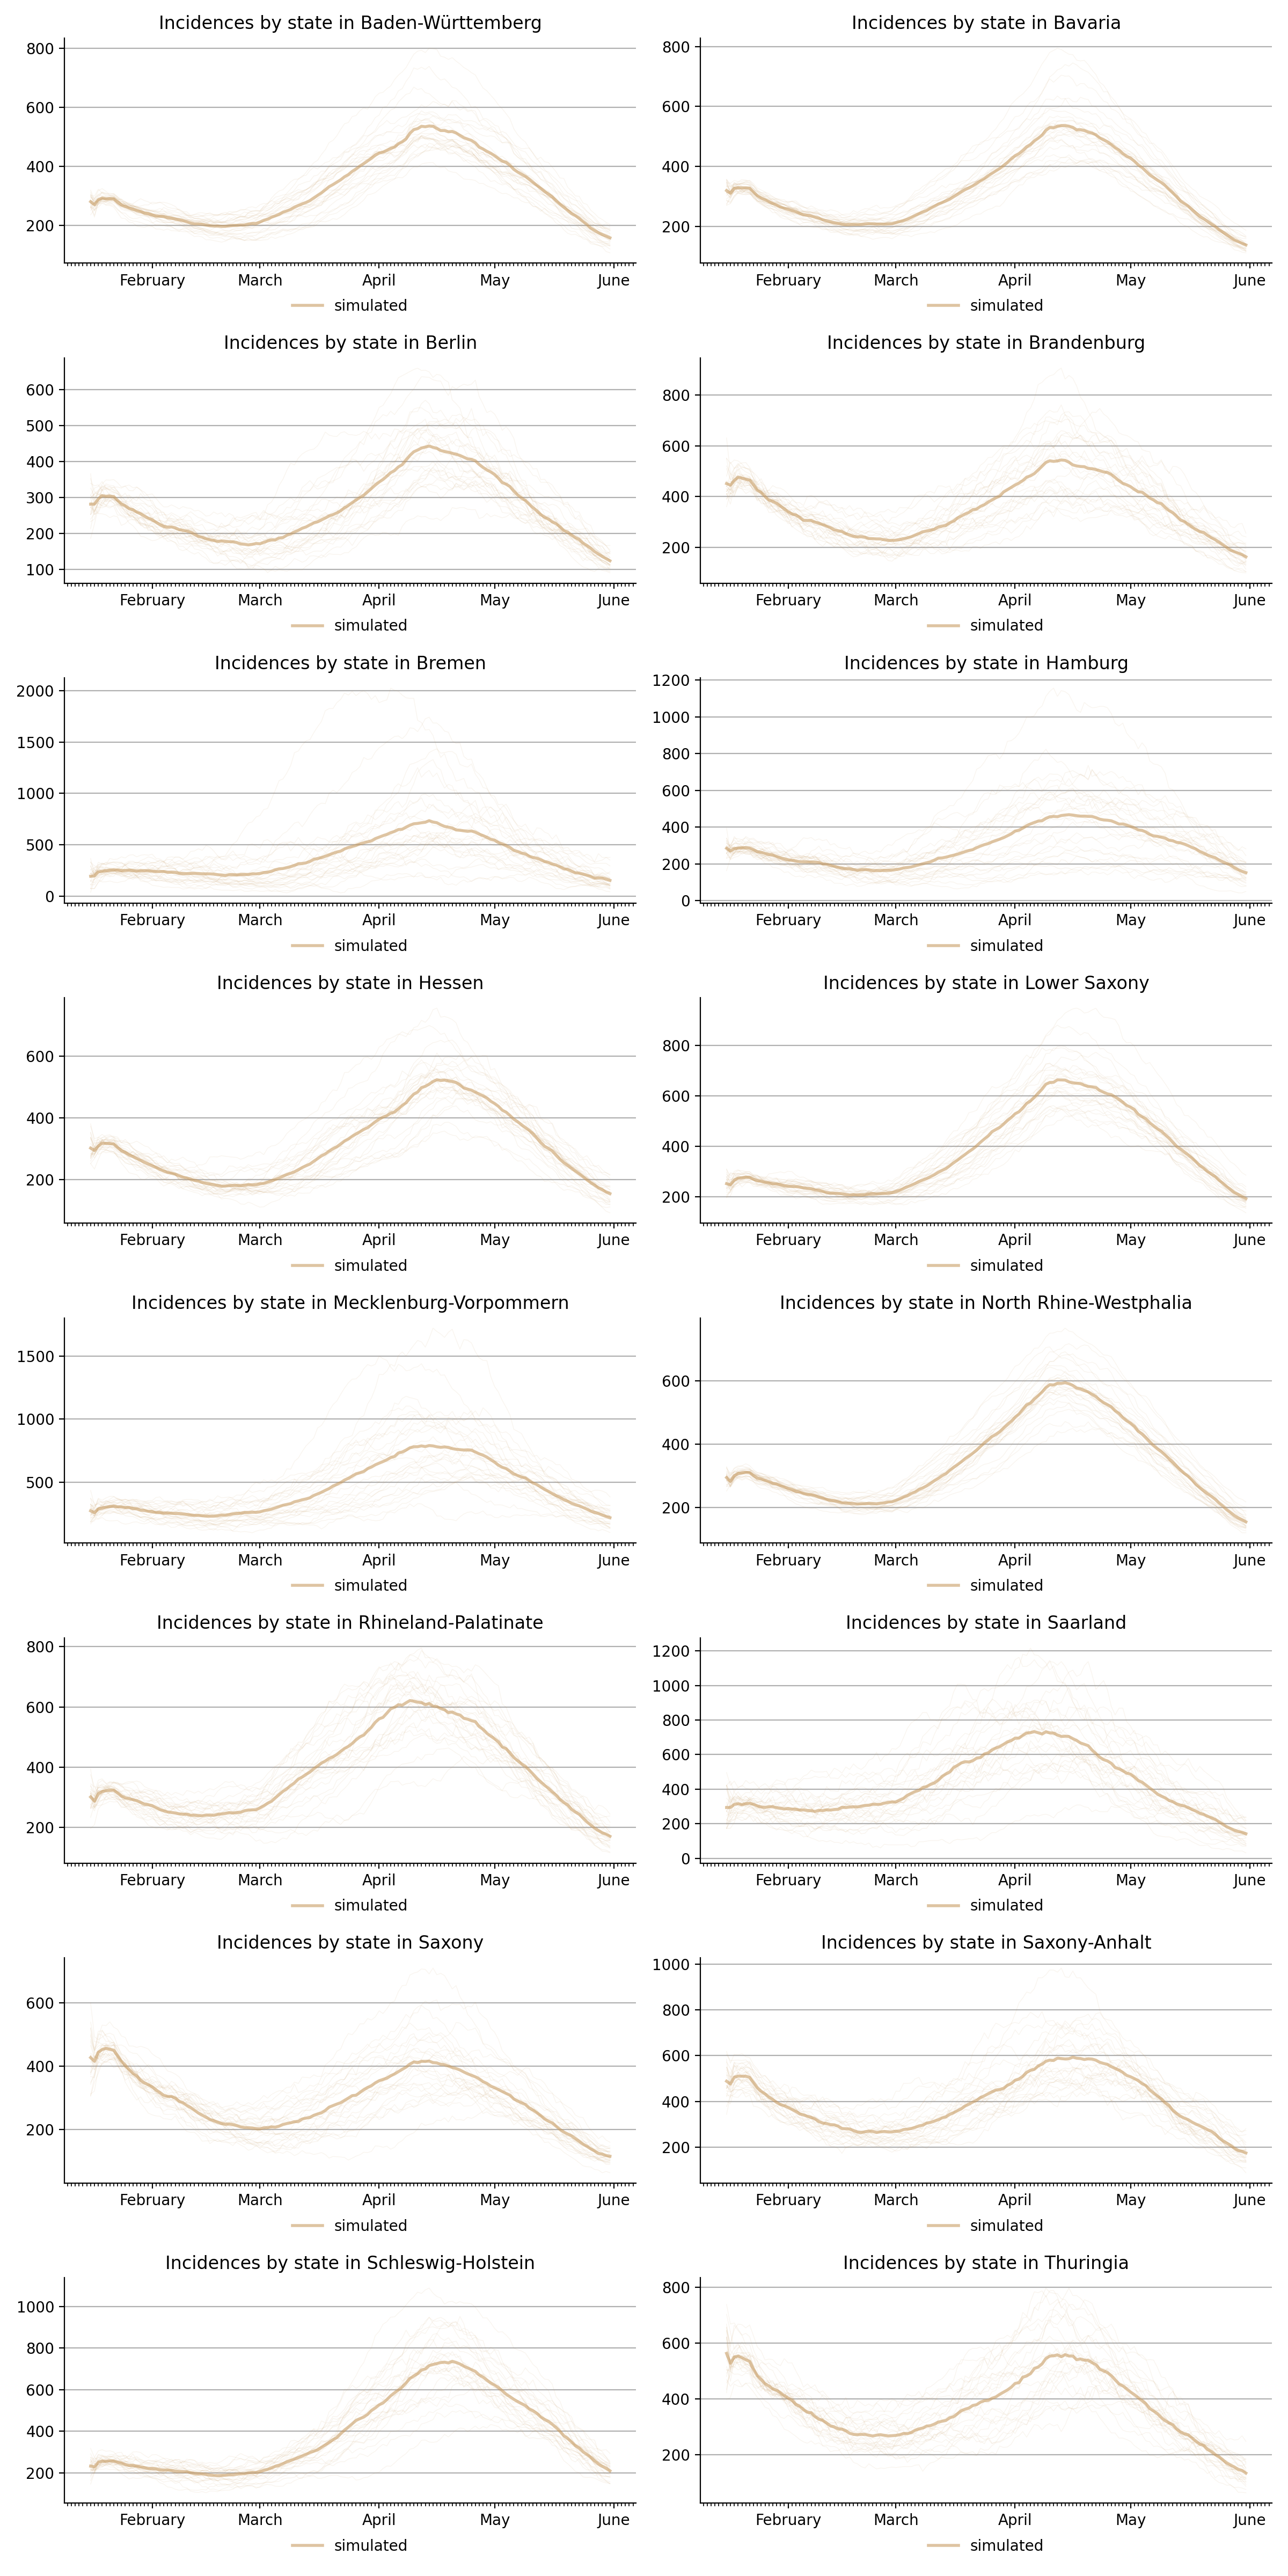 Incidences by state in Baden-Württemberg
800
600
400
200
February March April May June
simulated
Incidences by state in Bavaria
800
600
400
200
February March April May June
simulated
Incidences by state in Berlin
600
500
400
300
200
100
February March April May June
simulated
Incidences by state in Brandenburg
800
600
400
200
February March April May June
simulated
Incidences by state in Bremen
2000
1500
1000
500
0
February March April May June
simulated
Incidences by state in Hamburg
1200
1000
800
600
400
200
0
February March April May June
simulated
Incidences by state in Hessen
600
400
200
February March April May June
simulated
Incidences by state in Lower Saxony
800
600
400
200
February March April May June
simulated
Incidences by state in Mecklenburg-Vorpommern
1500
1000
500
February March April May June
simulated
Incidences by state in North Rhine-Westphalia
600
400
200
February March April May June
simulated
Incidences by state in Rhineland-Palatinate
800
600
400
200
February March April May June
simulated
Incidences by state in Saarland
1200
1000
800
600
400
200
0
February March April May June
simulated
Incidences by state in Saxony
600
400
200
February March April May June
simulated
Incidences by state in Saxony-Anhalt
1000
800
600
400
200
February March April May June
simulated
Incidences by state in Schleswig-Holstein
1000
800
600
400
200
February March April May June
simulated
Incidences by state in Thuringia
800
600
400
200
February March April May June
simulated